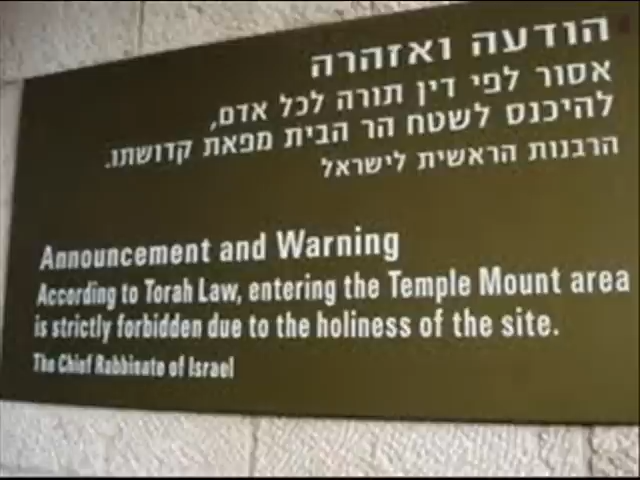 הודעה ואזהרה
אסור לפי דין תורה לכל אדם,
להיכנס לשטח הר הבית מפאת קדושתו.
הרבנות הראשית לישראל
Announcement and Warning
According to Torah Law, entering the Temple Mount area
is strictly forbidden due to the holiness of the site.
The Chief Rabbinate of Israel